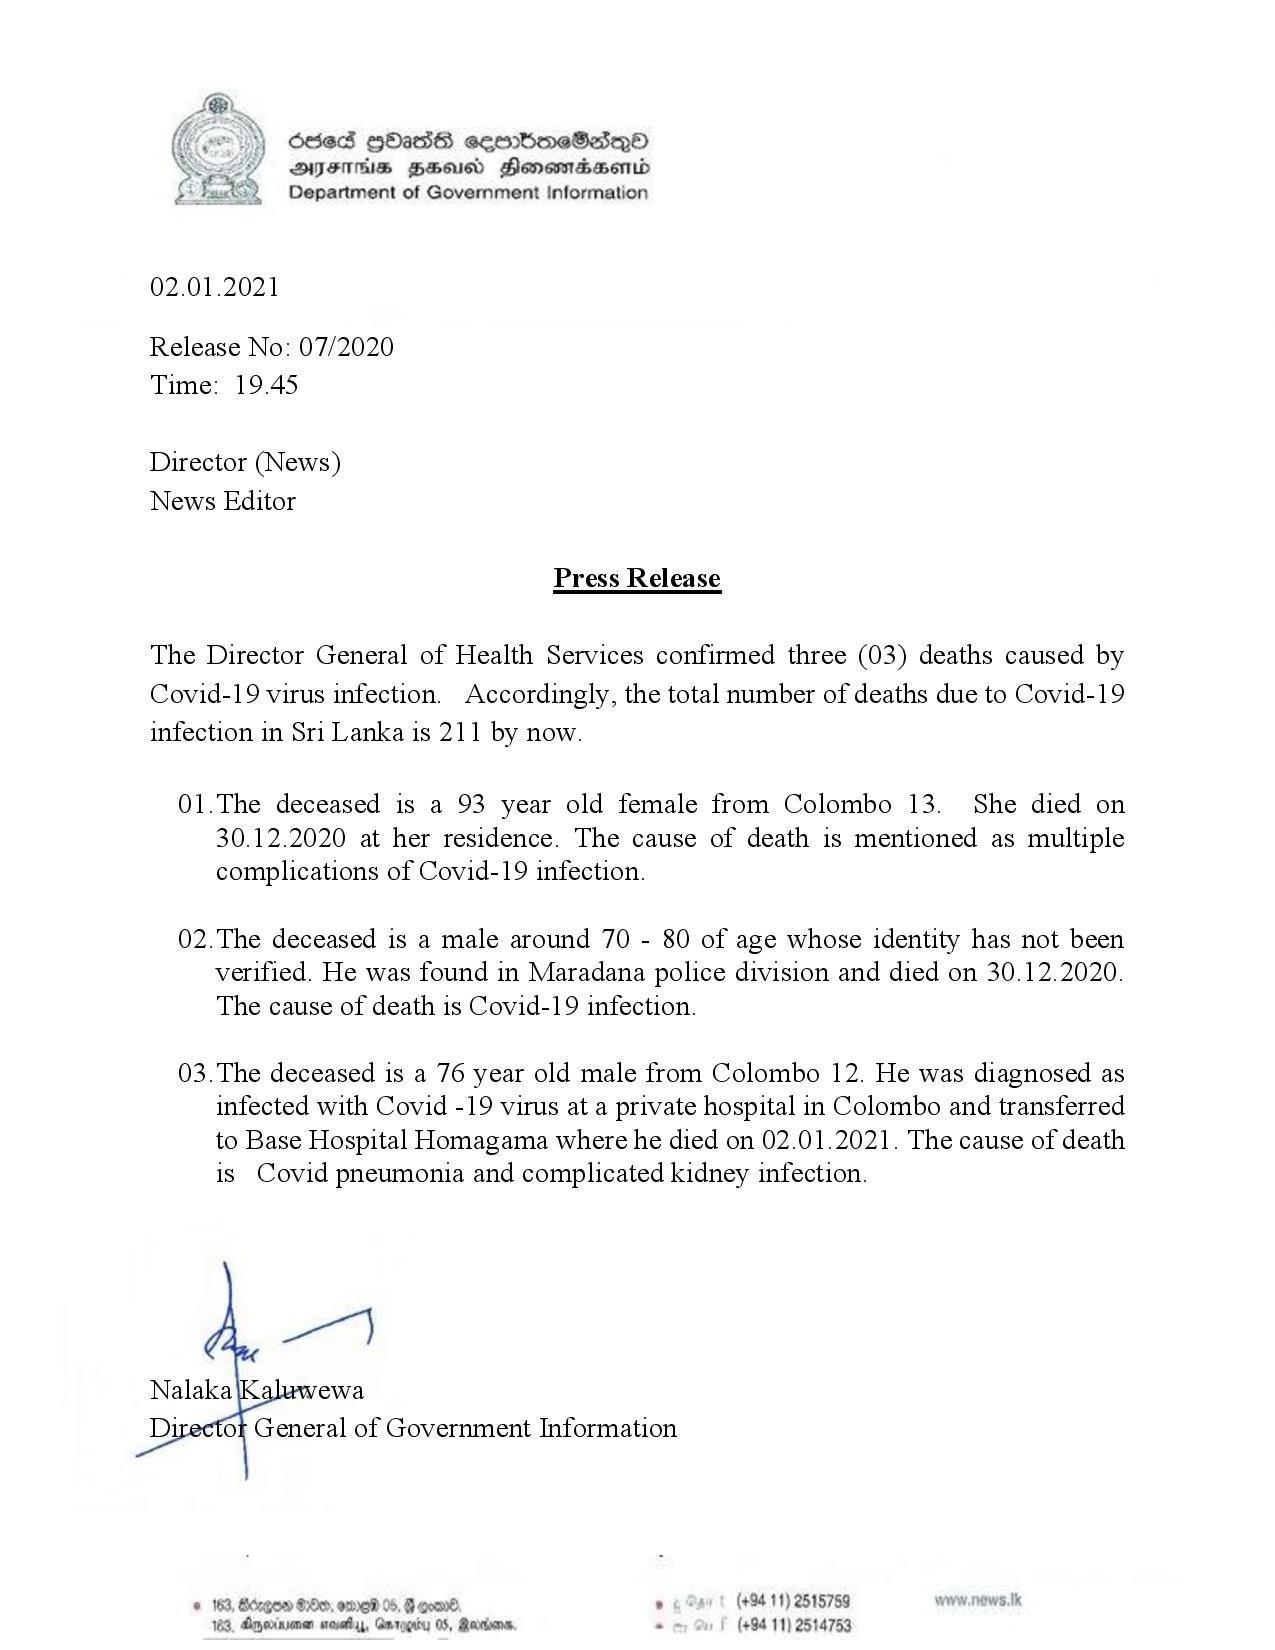 රජයේ ප්‍රවෘත්ති දෙපාර්තමේන්තුව
அரசாங்க தகவல் திணைக்களம்
Department of Government Information
02.01.2021
Release No: 07/2020
Time: 19.45
Director (News)
News Editor
Press Release
The Director General of Health Services confirmed three (03) deaths caused by
Covid-19 virus infection. Accordingly, the total number of deaths due to Covid-19
infection in Sri Lanka is 211 by now.
01. The deceased is a 93 year old female from Colombo 13. She died on
30.12.2020 at her residence. The cause of death is mentioned as multiple
complications of Covid-19 infection.
02. The deceased is a male around 70 - 80 of age whose identity has not been
verified. He was found in Maradana police division and died on 30.12.2020.
The cause of death is Covid-19 infection.
03. The deceased is a 76 year old male from Colombo 12. He was diagnosed as
infected with Covid -19 virus at a private hospital in Colombo and transferred
to Base Hospital Homagama where he died on 02.01.2021. The cause of death
is Covid pneumonia and complicated kidney infection.
Nalaka Kaluwewa
Director General of Government Information
163, කිරුලපන මාවත, කොළඹ 05, ශ්‍රී ලංකාව.
163, கிருலப்பனை எவனியூ, கொழும்பு 05, இலங்கை.
(+94 11) 2515759
(+94 11) 2514753
www.news.lk